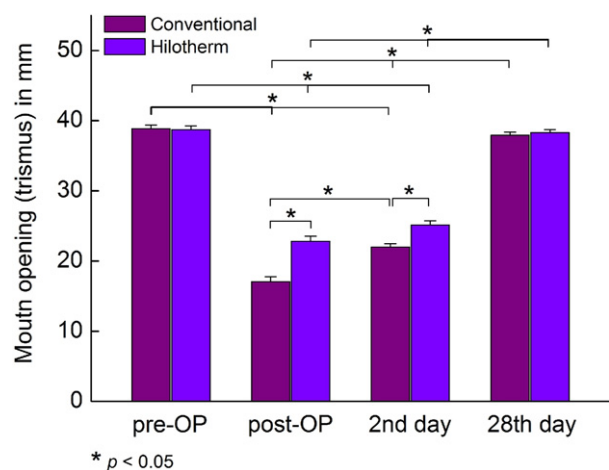 Conventional
Hilotherm
Moutn opening (trismus) in mm
50
40
30
20
10
0
*
*
*
*
*
*
*
pre-OP post-OP 2nd day 28th day
* p < 0.05